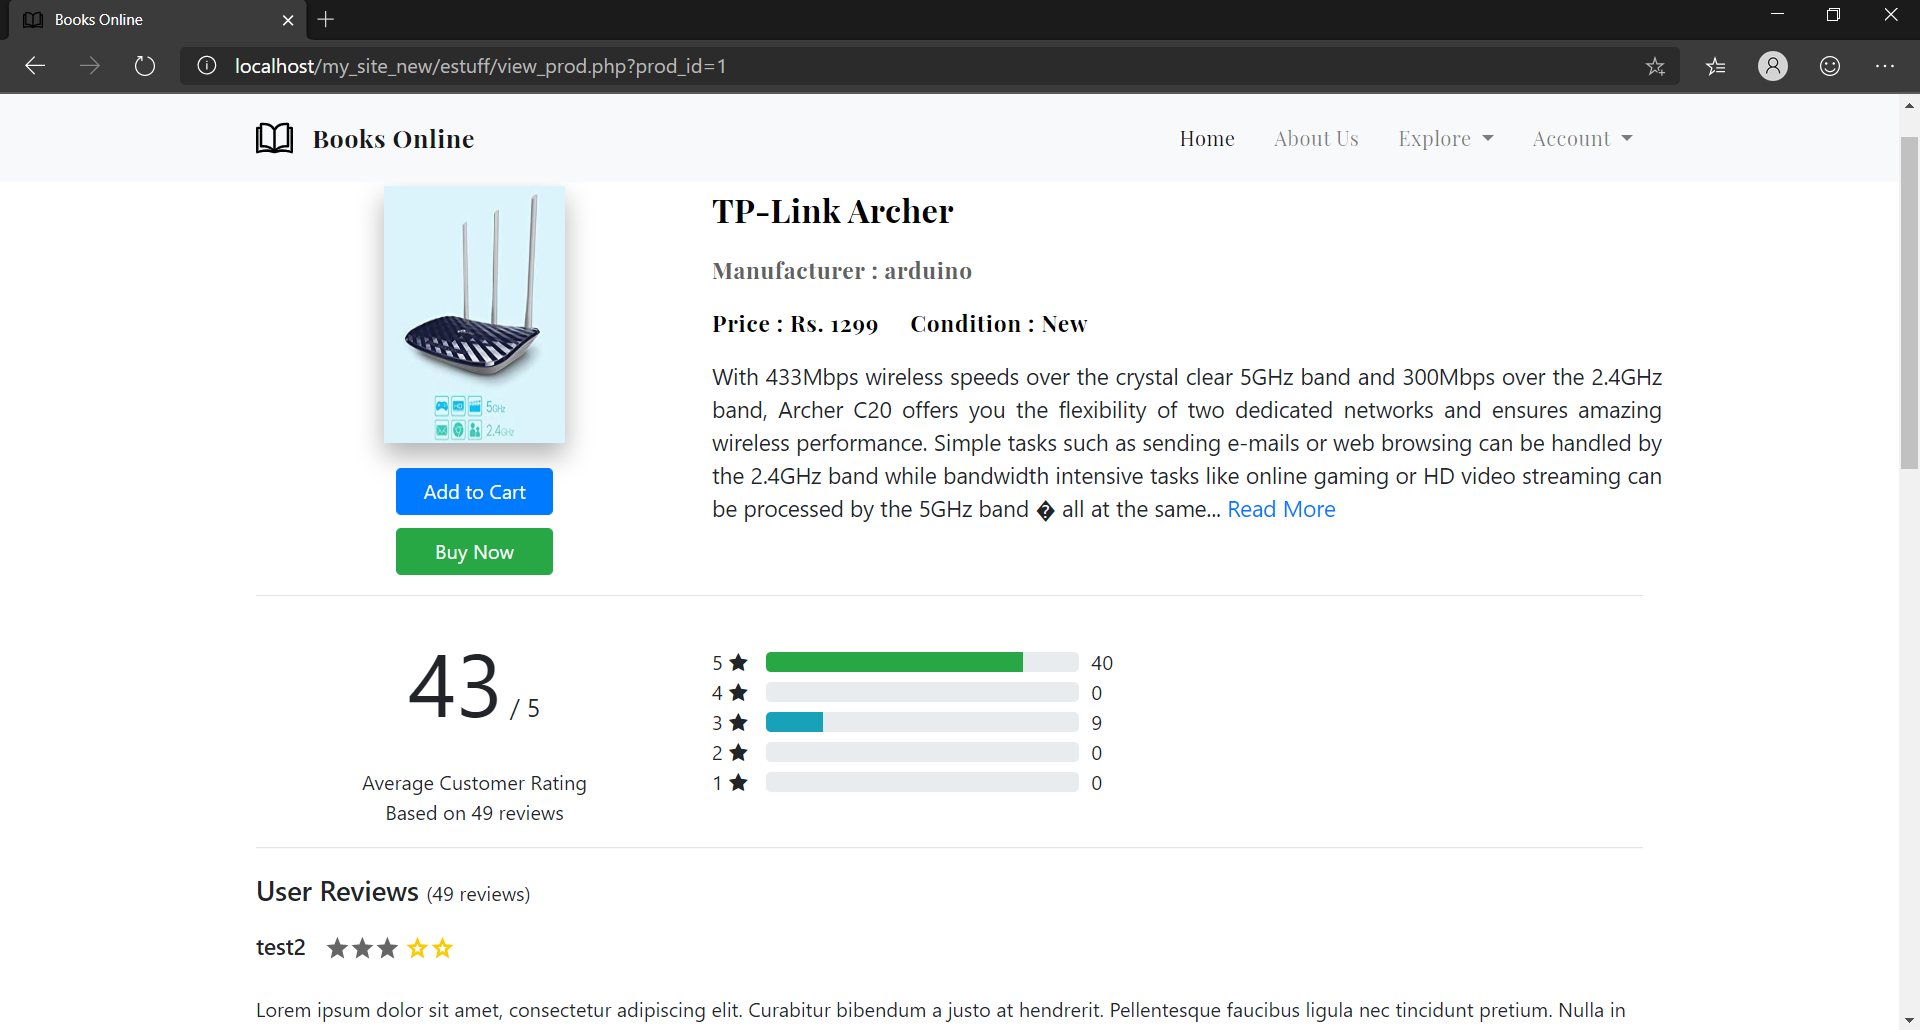 Books Online
localhost/my_site_new/estuff/view_prod.php?prod_id=1
Books Online
Home About Us Explore Account
5GHz
2.4GHz
Add to Cart
Buy Now
TP-Link Archer
Manufacturer : arduino
Price : Rs. 1299 Condition : New
With 433Mbps wireless speeds over the crystal clear 5GHz band and 300Mbps over the 2.4GHz
band, Archer C20 offers you the flexibility of two dedicated networks and ensures amazing
wireless performance. Simple tasks such as sending e-mails or web browsing can be handled by
the 2.4GHz band while bandwidth intensive tasks like online gaming or HD video streaming can
be processed by the 5GHz band � all at the same... Read More
43 / 5
Average Customer Rating
Based on 49 reviews
5 ★ 40
4 ★ 0
3 ★ 9
2 ★ 0
1 ★ 0
User Reviews (49 reviews)
test2
Lorem ipsum dolor sit amet, consectetur adipiscing elit. Curabitur bibendum a justo at hendrerit. Pellentesque faucibus ligula nec tincidunt pretium. Nulla in